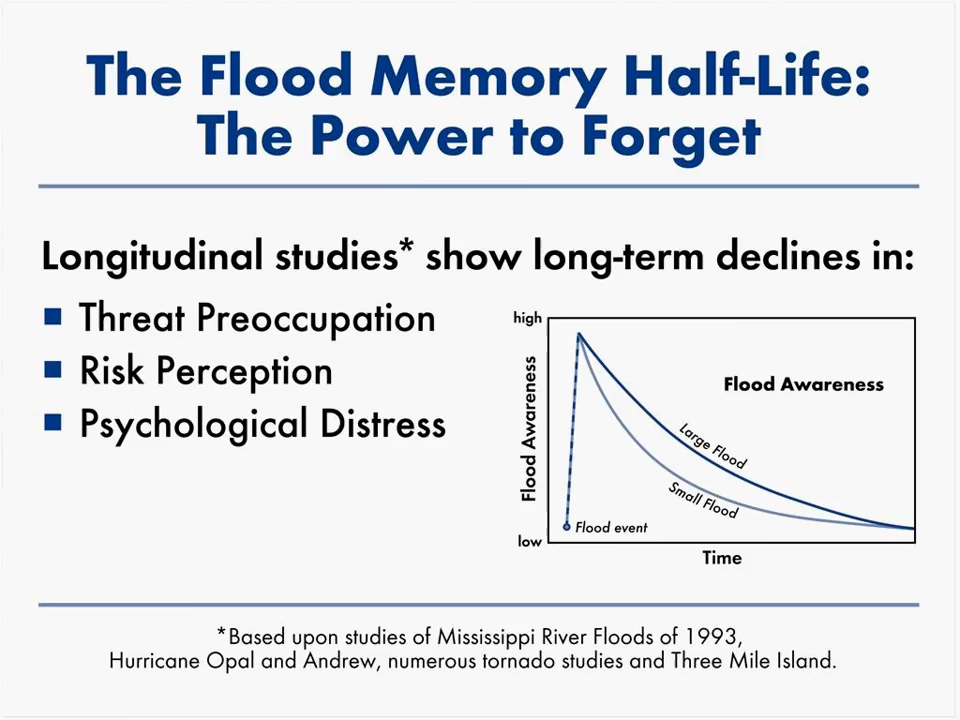 The Flood Memory Half-Life:
The Power to Forget
Longitudinal studies* show long-term declines in:
Threat Preoccupation
Risk Perception
Psychological Distress
high
Flood Awareness
Flood Awareness
Large Flood
Small Flood
Flood event
low
Time
*Based upon studies of Mississippi River Floods of 1993,
Hurricane Opal and Andrew, numerous tornado studies and Three Mile Island.